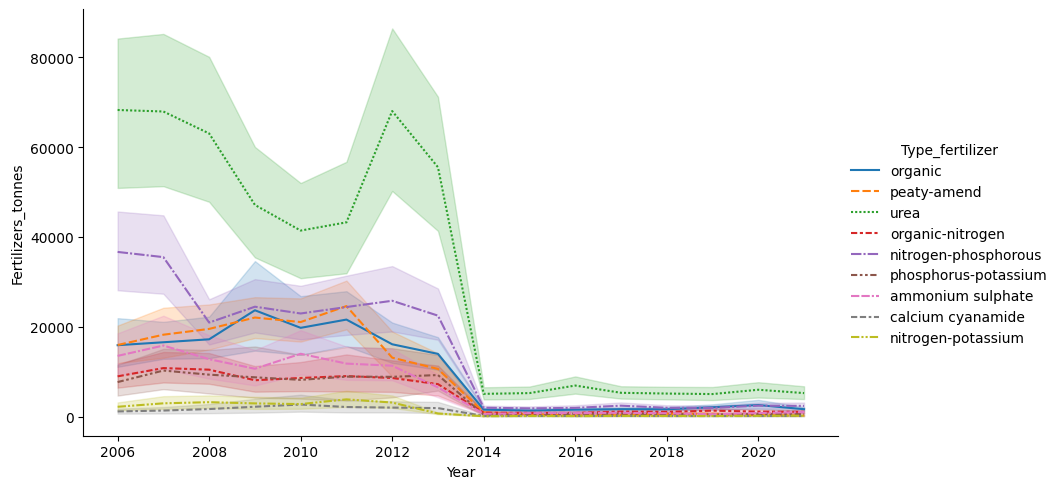 80000
60000
40000
20000
0
Fertilizers_tonnes
2006
2008
2010
2012
2014
2016
2018
2020
Year
Type_fertilizer
organic
peaty-amend
urea
organic-nitrogen
nitrogen-phosphorous
phosphorus-potassium
ammonium sulphate
calcium cyanamide
nitrogen-potassium